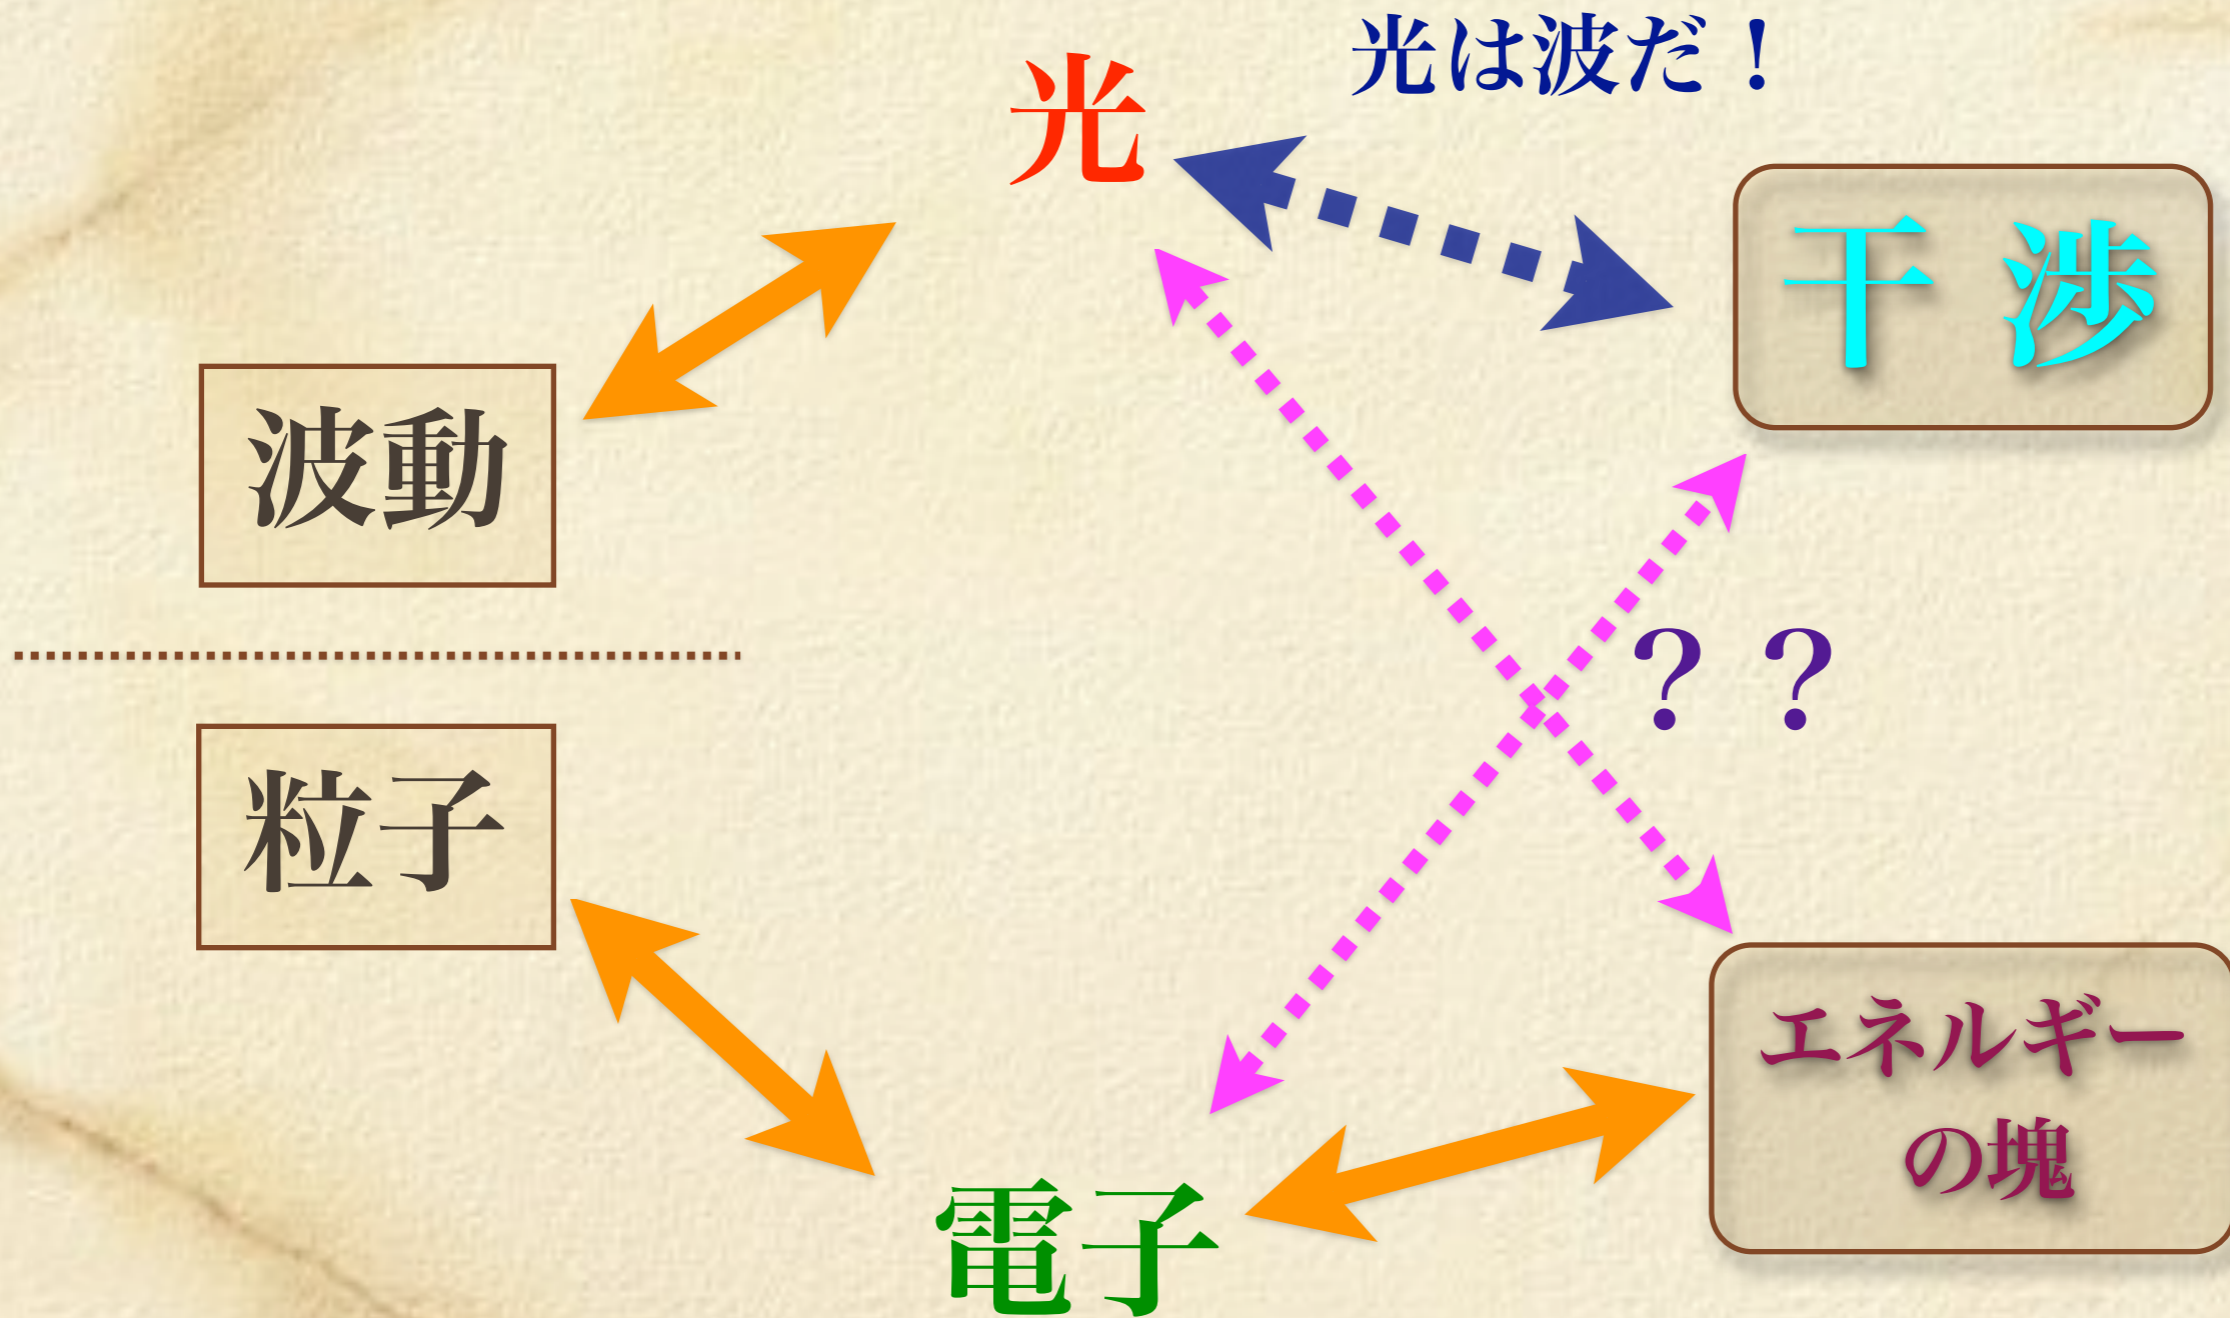 光は波だ！
光
干 渉
波動
？？
粒子
エネルギー
の塊
電子